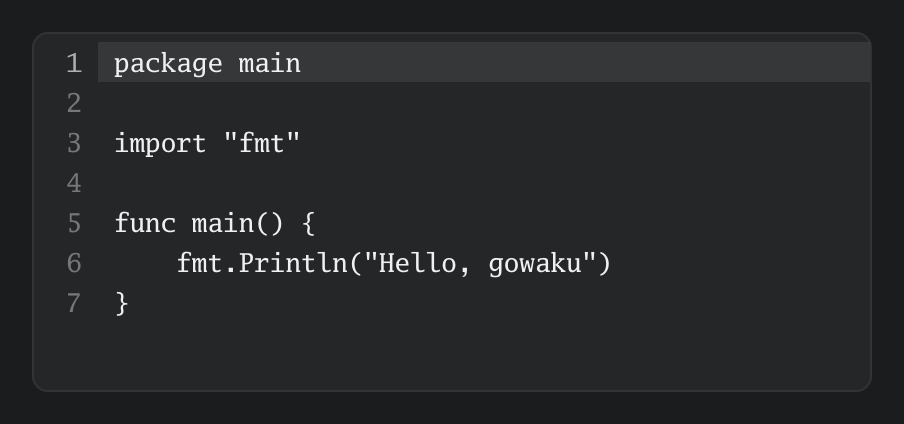 1 package main
2
3 import "fmt"
4
5 func main() {
6     fmt.Println("Hello, gowaku")
7 }